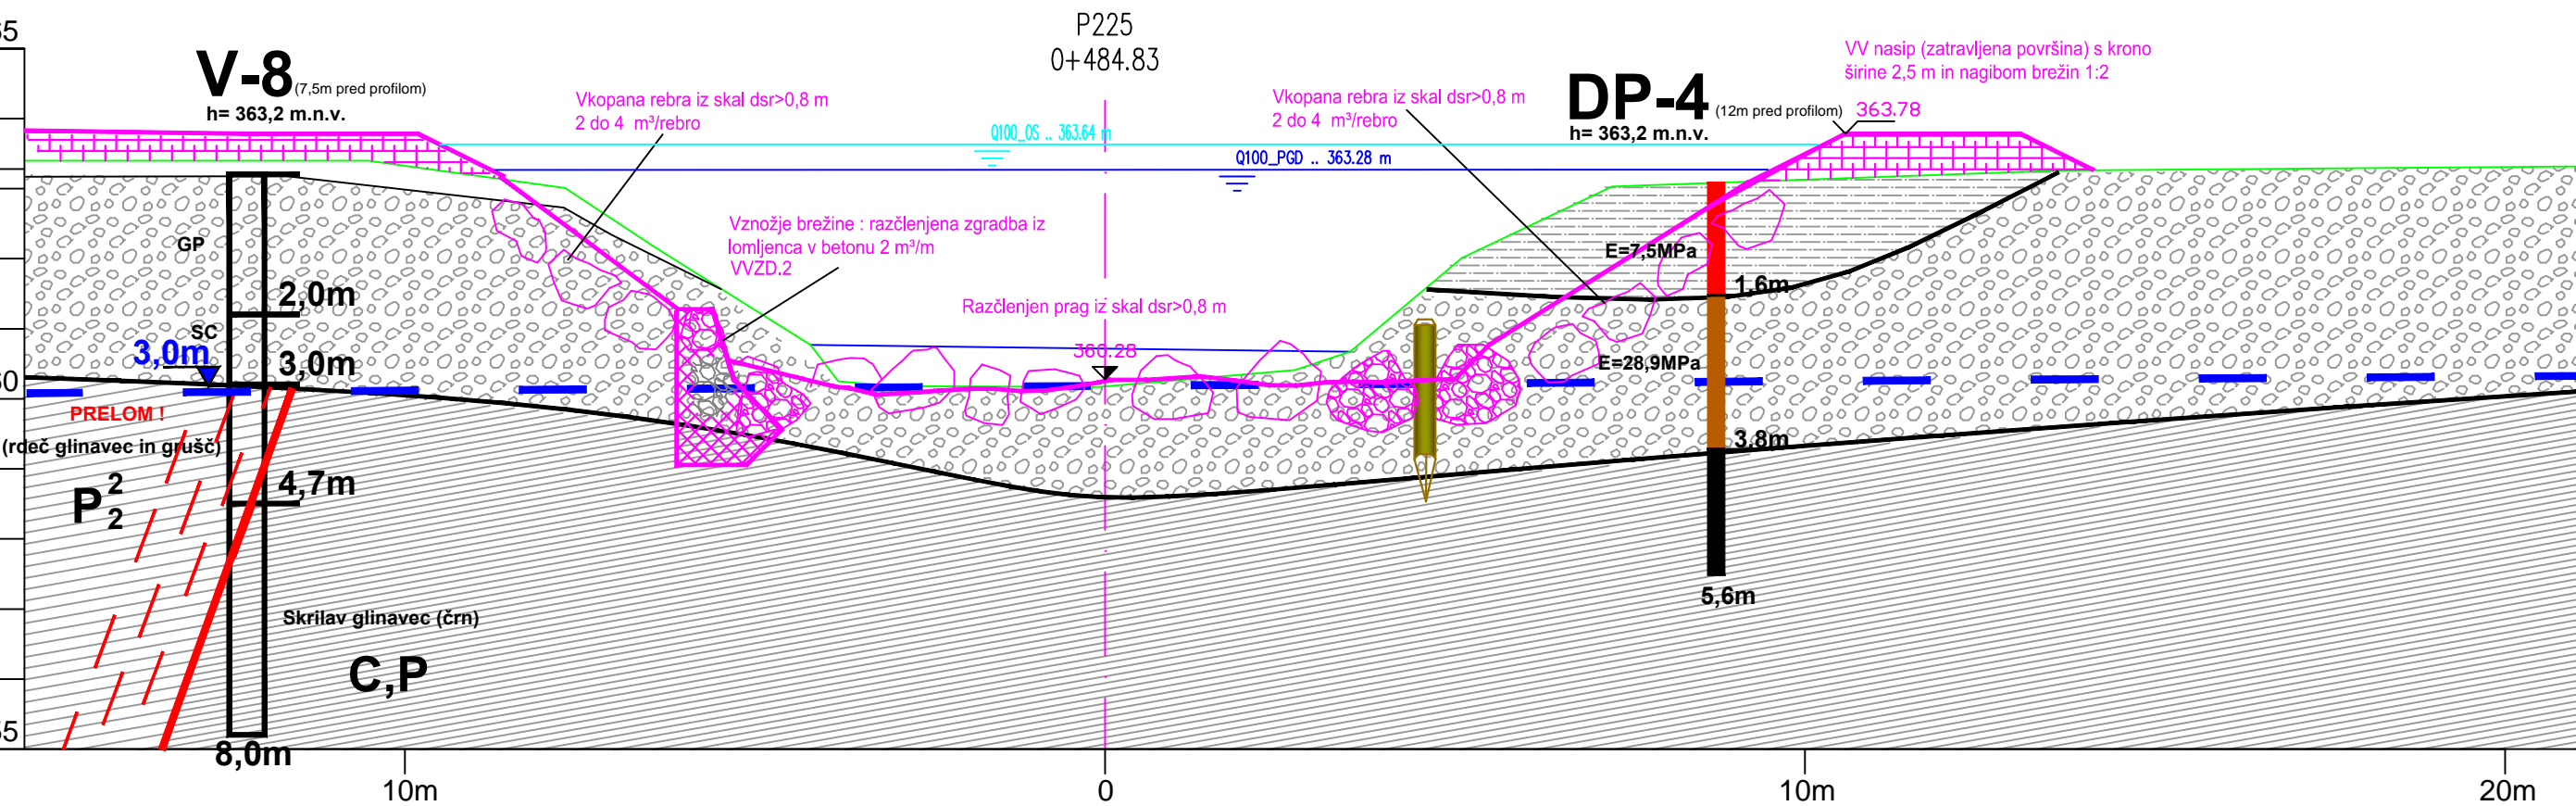 P225
0+484.83
65
V-8 (7,5m pred profilom)
h= 363,2 m.n.v.
Vkopana rebra iz skal dsr>0,8 m
2 do 4 m³/rebro
Q100_OS .. 363.64 m
Q100_PGD .. 363.28 m
Vkopana rebra iz skal dsr>0,8 m
2 do 4 m³/rebro
DP-4 (12m pred profilom)
h= 363,2 m.n.v.
VV nasip (zatravljena površina) s krono
širine 2,5 m in nagibom brežin 1:2
363.78
Vznožje brežine : razčlenjena zgradba iz
lomljenca v betonu 2 m³/m
VVZD.2
GP
2,0m
SC
3,0m
3,0m
Razčlenjen prag iz skal dsr>0,8 m
360.28
E=7,5MPa
1,6m
E=28,9MPa
3,8m
5,6m
60
PRELOM !
(rdeč glinavec in grušč)
P 2 2
4,7m
Skrilav glinavec (črn)
C,P
8,0m
55
10m
0
10m
20m